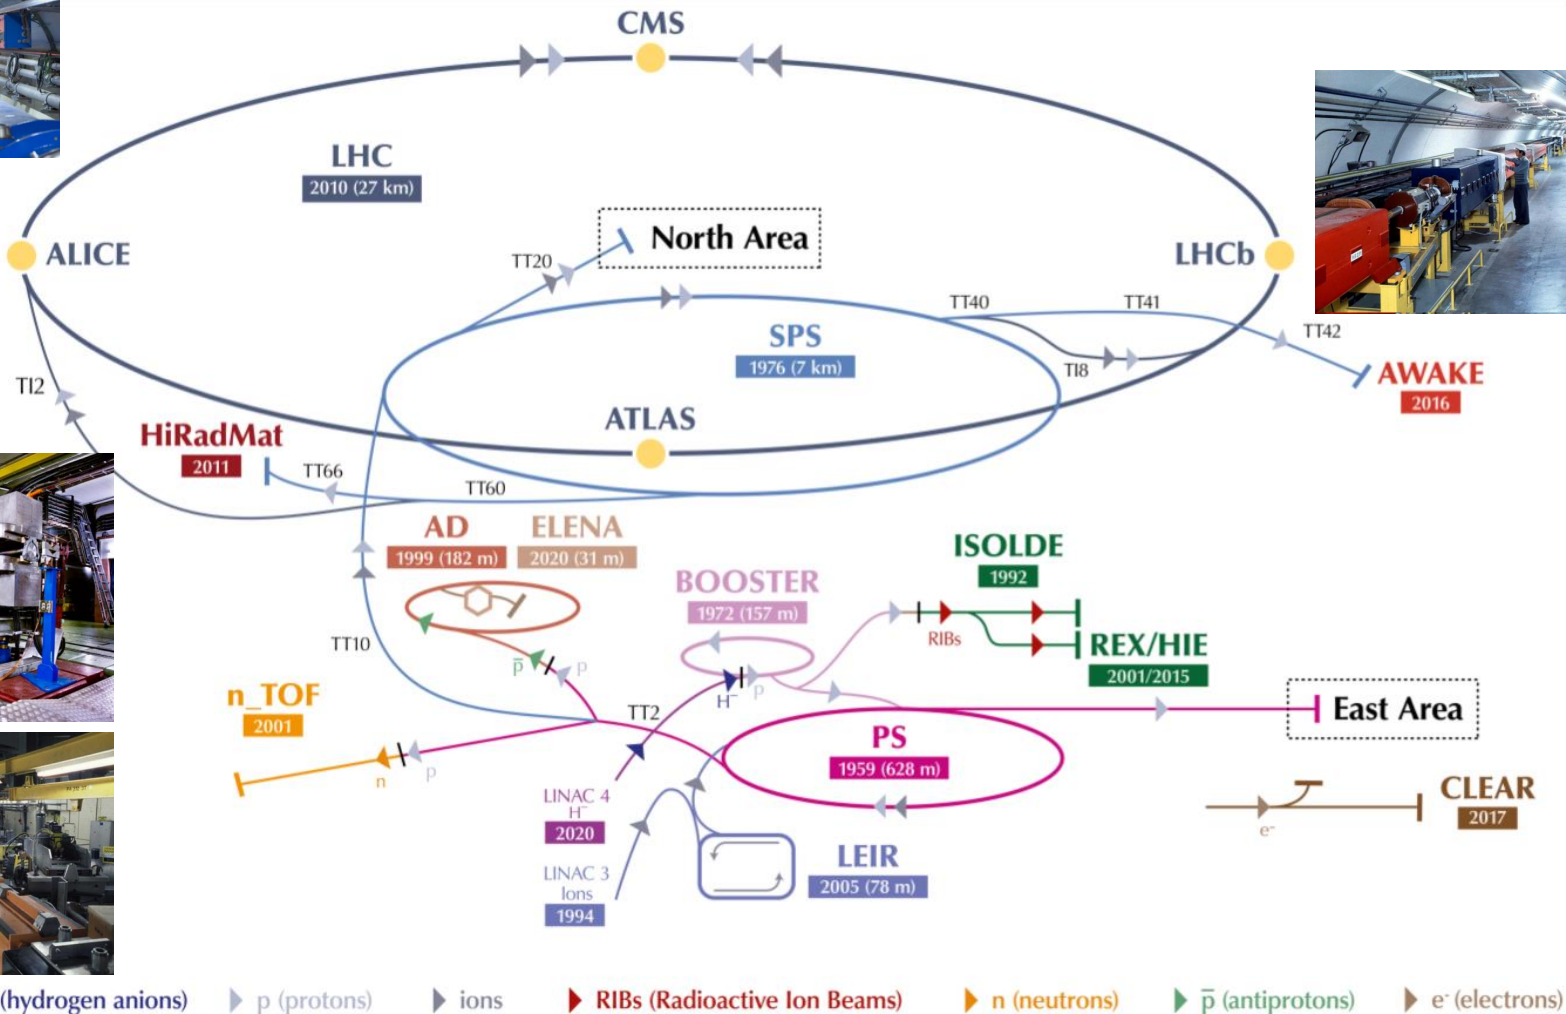 CMS
LHC
2010 (27 km)
North Area
ALICE
LHCb
TT20
TT40
TT41
TT42
SPS
1976 (7 km)
TI8
AWAKE
2016
TI2
ATLAS
HiRadMat
2011
TT66
TT60
AD
1999 (182 m)
ELENA
2020 (31 m)
ISOLDE
1992
BOOSTER
1972 (157 m)
RIBs
REX/HIE
2001/2015
TT10
p̅
p
H⁻
p
n_TOF
2001
TT2
East Area
PS
1959 (628 m)
n
p
LINAC 4
H⁻
2020
CLEAR
2017
e⁻
LEIR
2005 (78 m)
LINAC 3
Ions
1994
(hydrogen anions) p (protons) ions RIBs (Radioactive Ion Beams) n (neutrons) p̅ (antiprotons) e⁻ (electrons)